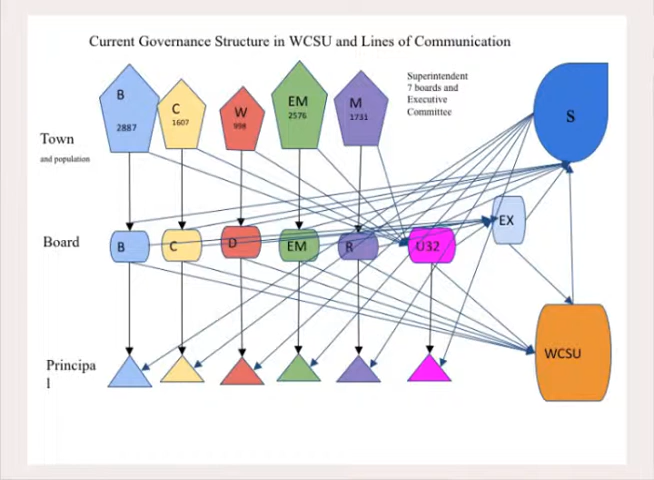 Current Governance Structure in WCSU and Lines of Communication
Superintendent
7 boards and
Executive
Committee
Town
and population
B
2887
C
1607
W
998
EM
2576
M
1731
S
Board
B
C
D
EM
R
U32
EX
Principa
l
WCSU